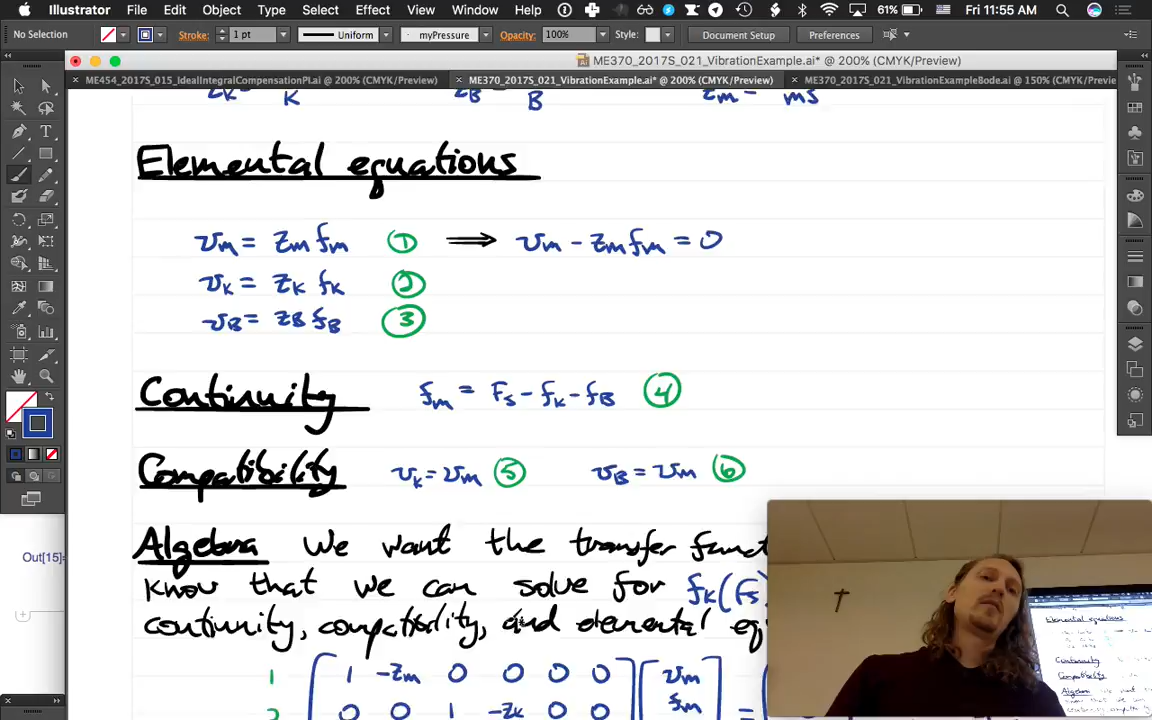 Illustrator File Edit Object Type Select Effect View Window Help 61% Fri 11:55 AM
No Selection Stroke: 1 pt Uniform myPressure Opacity: 100% Style: Document Setup Preferences
ME370_2017S_021_VibrationExample.ai* @ 200% (CMYK/Preview)
ME454_2017S_015_IdealIntegralCompensationPI.ai @ 200% (CMYK/Preview) ME370_2017S_021_VibrationExample.ai* @ 200% (CMYK/Preview) ME370_2017S_021_VibrationExampleBode.ai @ 150% (CMYK/Preview)
K B ms
Elemental equations
vm = zm fm 1 ⟹ vm - zm fm = 0
vk = zk fk 2
vB = zB fB 3
Continuity fm = Fs - fk - fB 4
Compatibility vk = vm 5 vB = vm 6
Algebra We want the transfer
know that we can solve for fk(Fs)
continuity, compatibility, and elemental
Out[15]=
1 1 -zm 0 0 0 0 vm
2 0 0 1 -zk 0 0 fm =